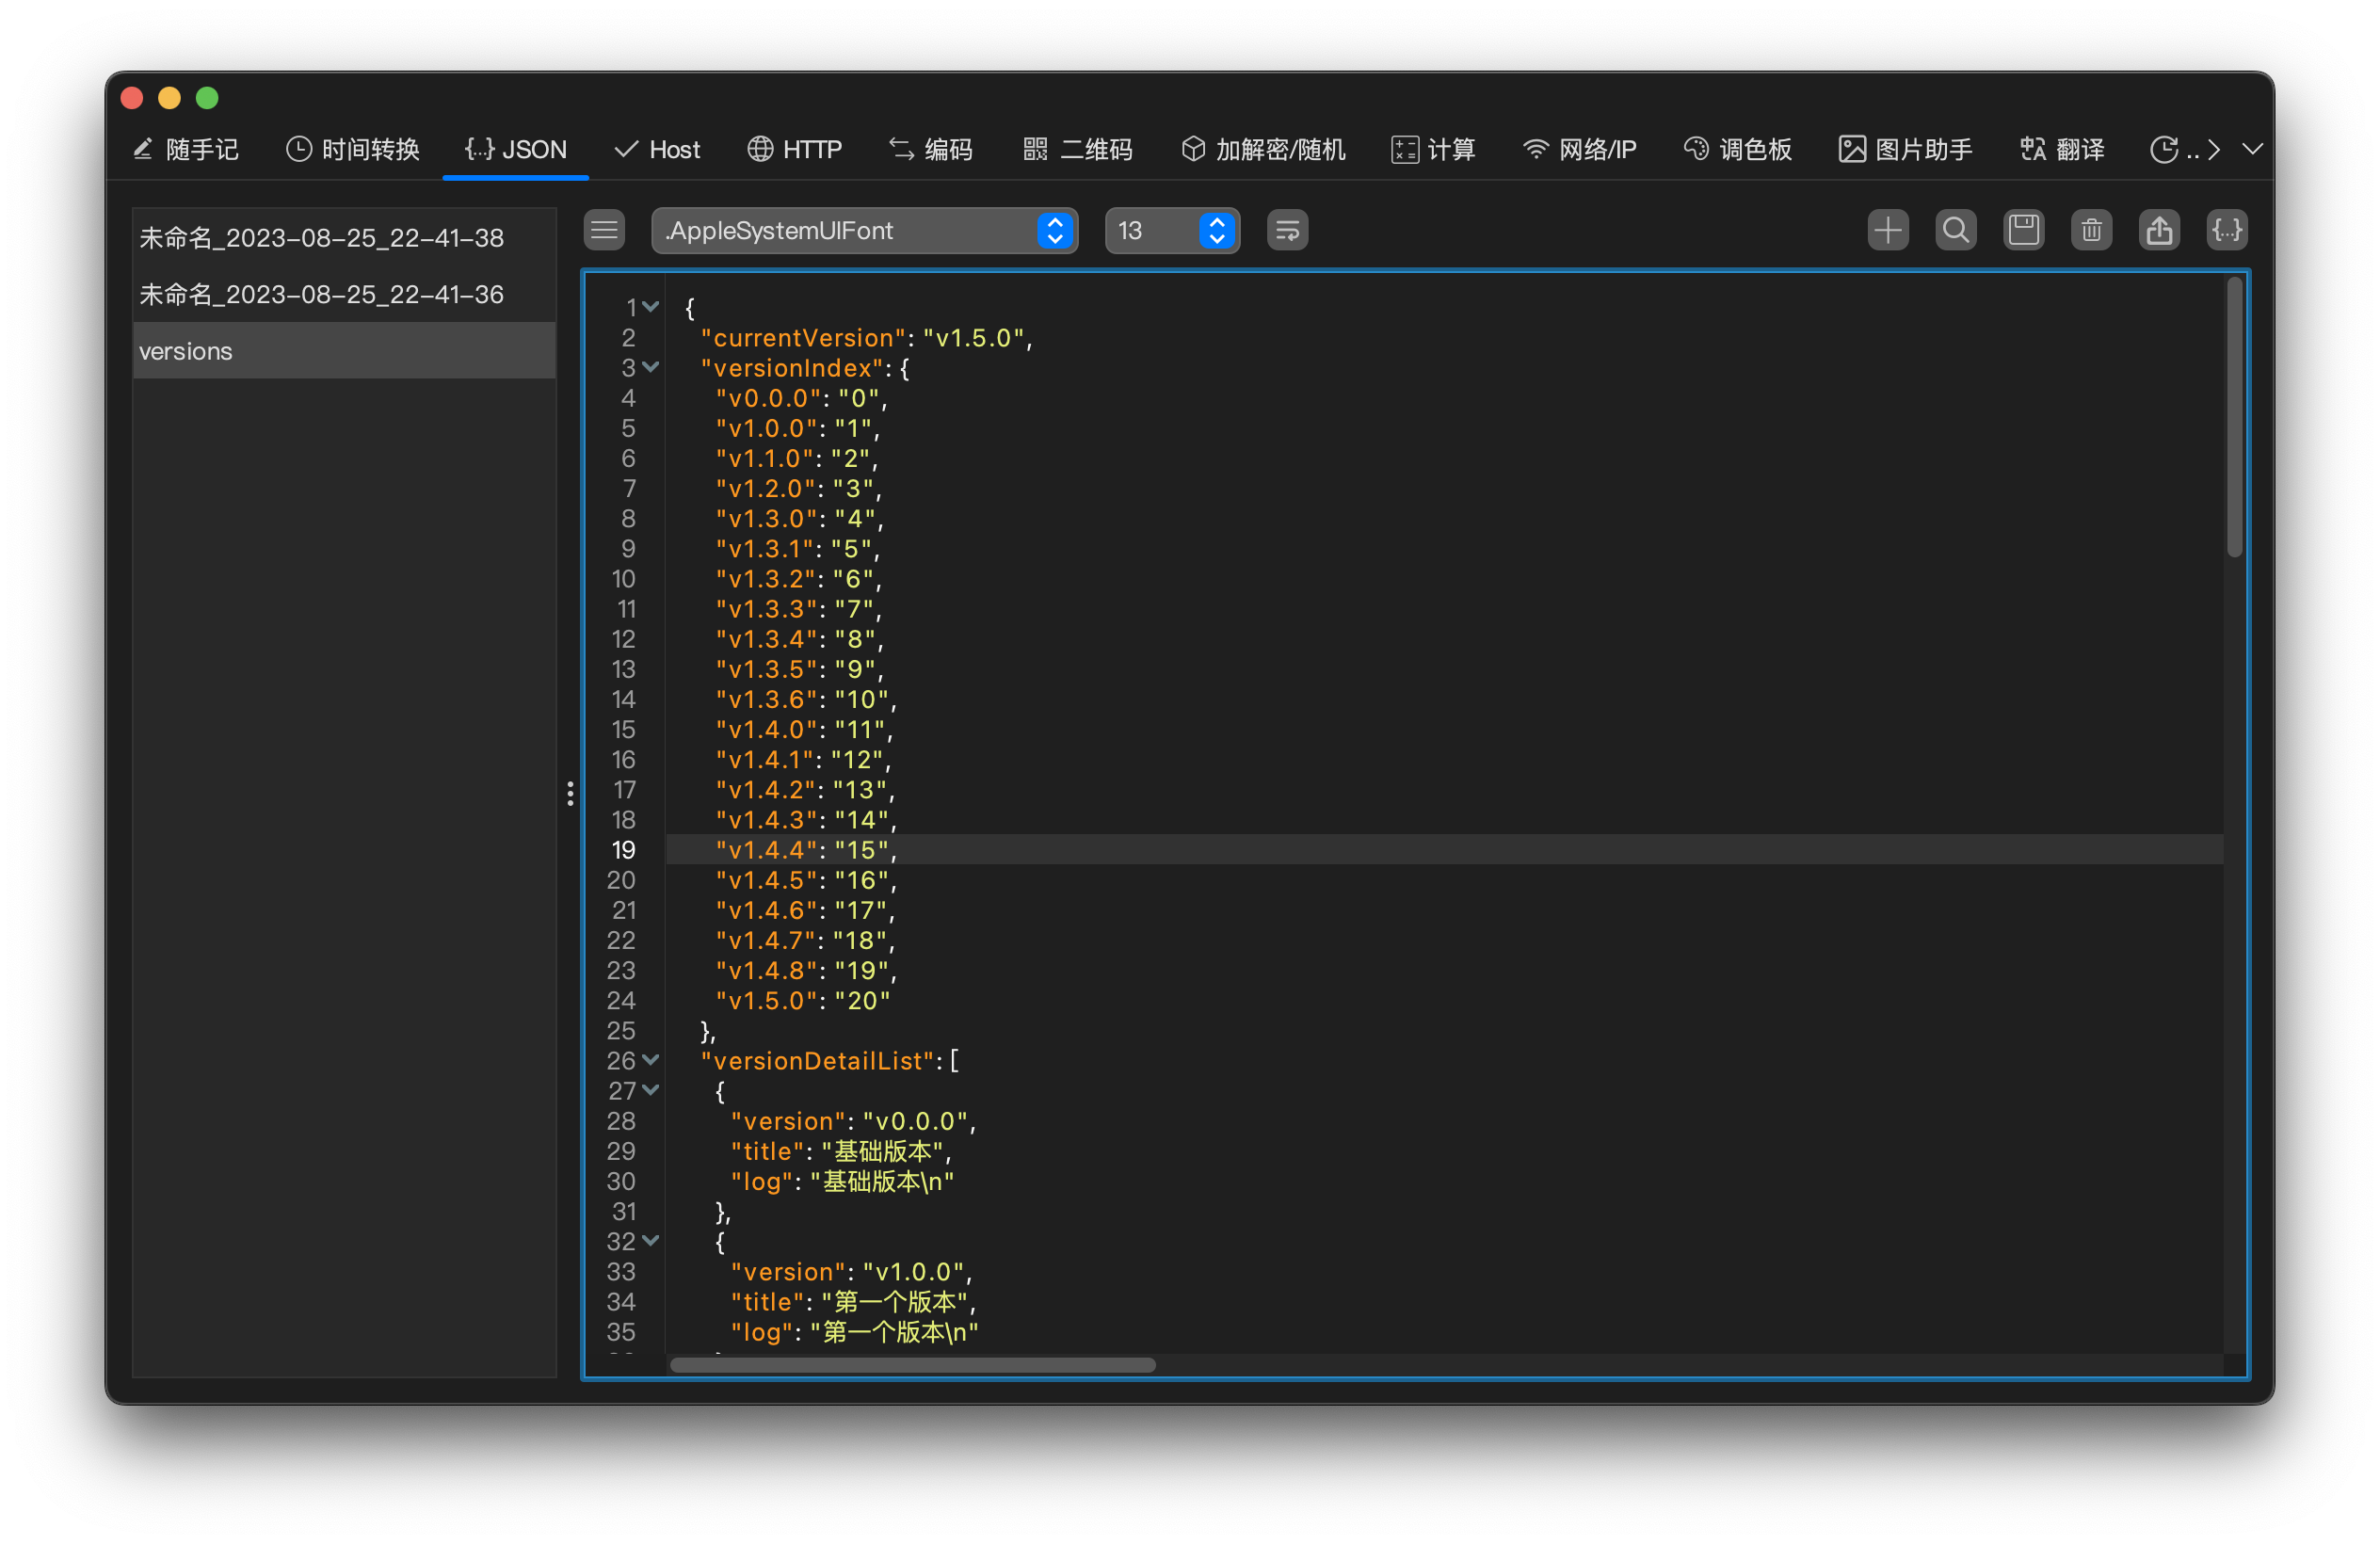 随手记 时间转换 {...} JSON Host HTTP 编码 二维码 加解密/随机 计算 网络/IP 调色板 图片助手 翻译 ..
未命名_2023-08-25_22-41-38
未命名_2023-08-25_22-41-36
versions
.AppleSystemUIFont 13 {...}
1 {
2 "currentVersion": "v1.5.0",
3 "versionIndex": {
4 "v0.0.0": "0",
5 "v1.0.0": "1",
6 "v1.1.0": "2",
7 "v1.2.0": "3",
8 "v1.3.0": "4",
9 "v1.3.1": "5",
10 "v1.3.2": "6",
11 "v1.3.3": "7",
12 "v1.3.4": "8",
13 "v1.3.5": "9",
14 "v1.3.6": "10",
15 "v1.4.0": "11",
16 "v1.4.1": "12",
17 "v1.4.2": "13",
18 "v1.4.3": "14",
19 "v1.4.4": "15",
20 "v1.4.5": "16",
21 "v1.4.6": "17",
22 "v1.4.7": "18",
23 "v1.4.8": "19",
24 "v1.5.0": "20"
25 },
26 "versionDetailList": [
27 {
28 "version": "v0.0.0",
29 "title": "基础版本",
30 "log": "基础版本\n"
31 },
32 {
33 "version": "v1.0.0",
34 "title": "第一个版本",
35 "log": "第一个版本\n"